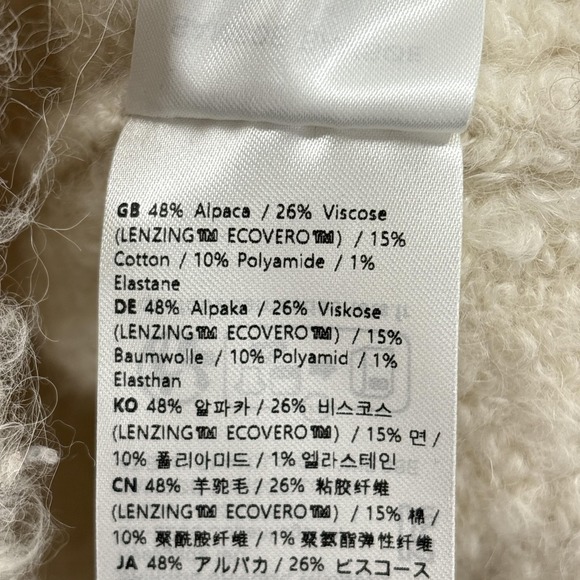 GB 48% Alpaca / 26% Viscose
(LENZING™ ECOVERO™) / 15%
Cotton / 10% Polyamide / 1%
Elastane
DE 48% Alpaka / 26% Viskose
(LENZING™ ECOVERO™) / 15%
Baumwolle / 10% Polyamid / 1%
Elasthan
KO 48% 알파카 / 26% 비스코스
(LENZING™ ECOVERO™) / 15% 면 /
10% 폴리아미드 / 1% 엘라스테인
CN 48% 羊驼毛 / 26% 粘胶纤维
(LENZING™ ECOVERO™) / 15% 棉 /
10% 聚酰胺纤维 / 1% 聚氨酯弹性纤维
JA 48% アルパカ / 26% ビスコース